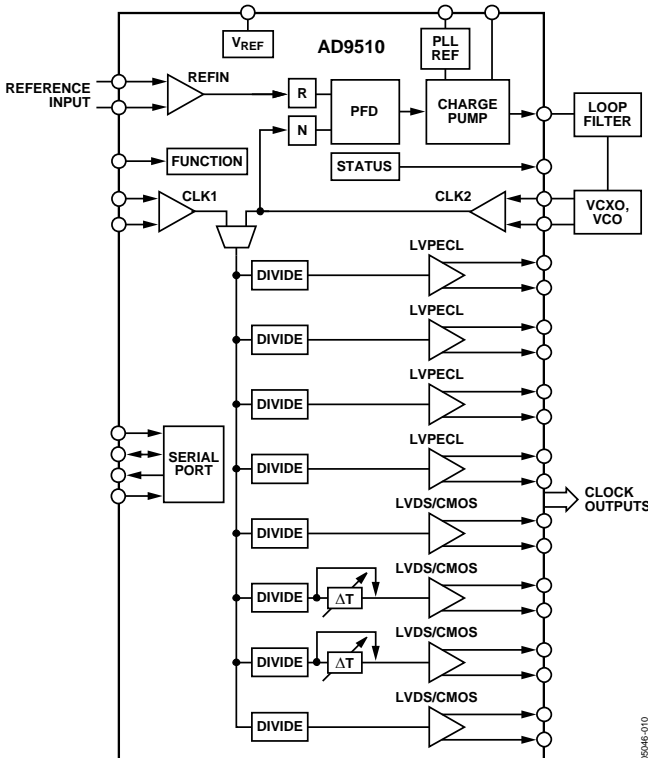 VREF
AD9510
PLL
REF
REFERENCE
INPUT
REFIN
R
PFD
CHARGE
PUMP
LOOP
FILTER
N
FUNCTION
STATUS
CLK1
CLK2
VCXO,
VCO
LVPECL
DIVIDE
LVPECL
DIVIDE
LVPECL
DIVIDE
LVPECL
SERIAL
PORT
DIVIDE
CLOCK
OUTPUTS
LVDS/CMOS
DIVIDE
LVDS/CMOS
DIVIDE
ΔT
LVDS/CMOS
DIVIDE
ΔT
LVDS/CMOS
DIVIDE
05046-010